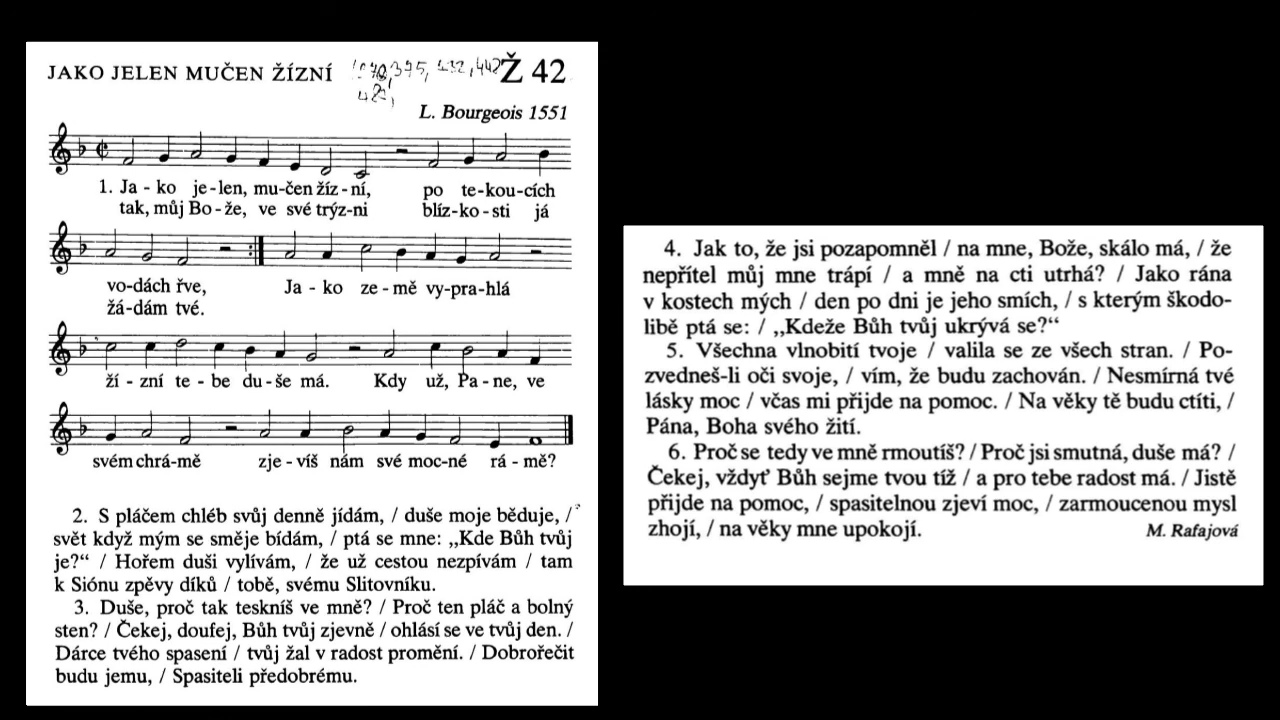 JAKO JELEN MUČEN ŽÍZNÍ 395, 432, 442 Ž 42
L. Bourgeois 1551
1. Ja - ko je - len, mu - čen žíz - ní, po te - kou - cích
tak, můj Bo - že, ve své trýz - ni blíz - ko - sti já
vo - dách řve, Ja - ko ze - mě vy - pra - hlá
žá - dám tvé.
ží - zní te - be du - še má. Kdy už, Pa - ne, ve
svém chrá - mě zje - víš nám své moc - né rá - mě?
2. S pláčem chléb svůj denně jídám, / duše moje běduje, /
svět když mým se směje bídám, / ptá se mne: „Kde Bůh tvůj
je?“ / Hořem duši vylívám, / že už cestou nezpívám / tam
k Siónu zpěvy díků / tobě, svému Slitovníku.
3. Duše, proč tak teskníš ve mně? / Proč ten pláč a bolný
sten? / Čekej, doufej, Bůh tvůj zjevně / ohlásí se ve tvůj den. /
Dárce tvého spasení / tvůj žal v radost promění. / Dobrořečit
budu jemu, / Spasiteli předobrému.
4. Jak to, že jsi pozapomněl / na mne, Bože, skálo má, / že
nepřítel můj mne trápí / a mně na cti utrhá? / Jako rána
v kostech mých / den po dni je jeho smích, / s kterým škodo-
libě ptá se: / „Kdeže Bůh tvůj ukrývá se?“
5. Všechna vlnobití tvoje / valila se ze všech stran. / Po-
zvedneš-li oči svoje, / vím, že budu zachován. / Nesmírná tvé
lásky moc / včas mi přijde na pomoc. / Na věky tě budu ctíti, /
Pána, Boha svého žití.
6. Proč se tedy ve mně rmoutíš? / Proč jsi smutná, duše má? /
Čekej, vždyť Bůh sejme tvou tíž / a pro tebe radost má. / Jistě
přijde na pomoc, / spasitelnou zjeví moc, / zarmoucenou mysl
zhojí, / na věky mne upokojí.
M. Rafajová